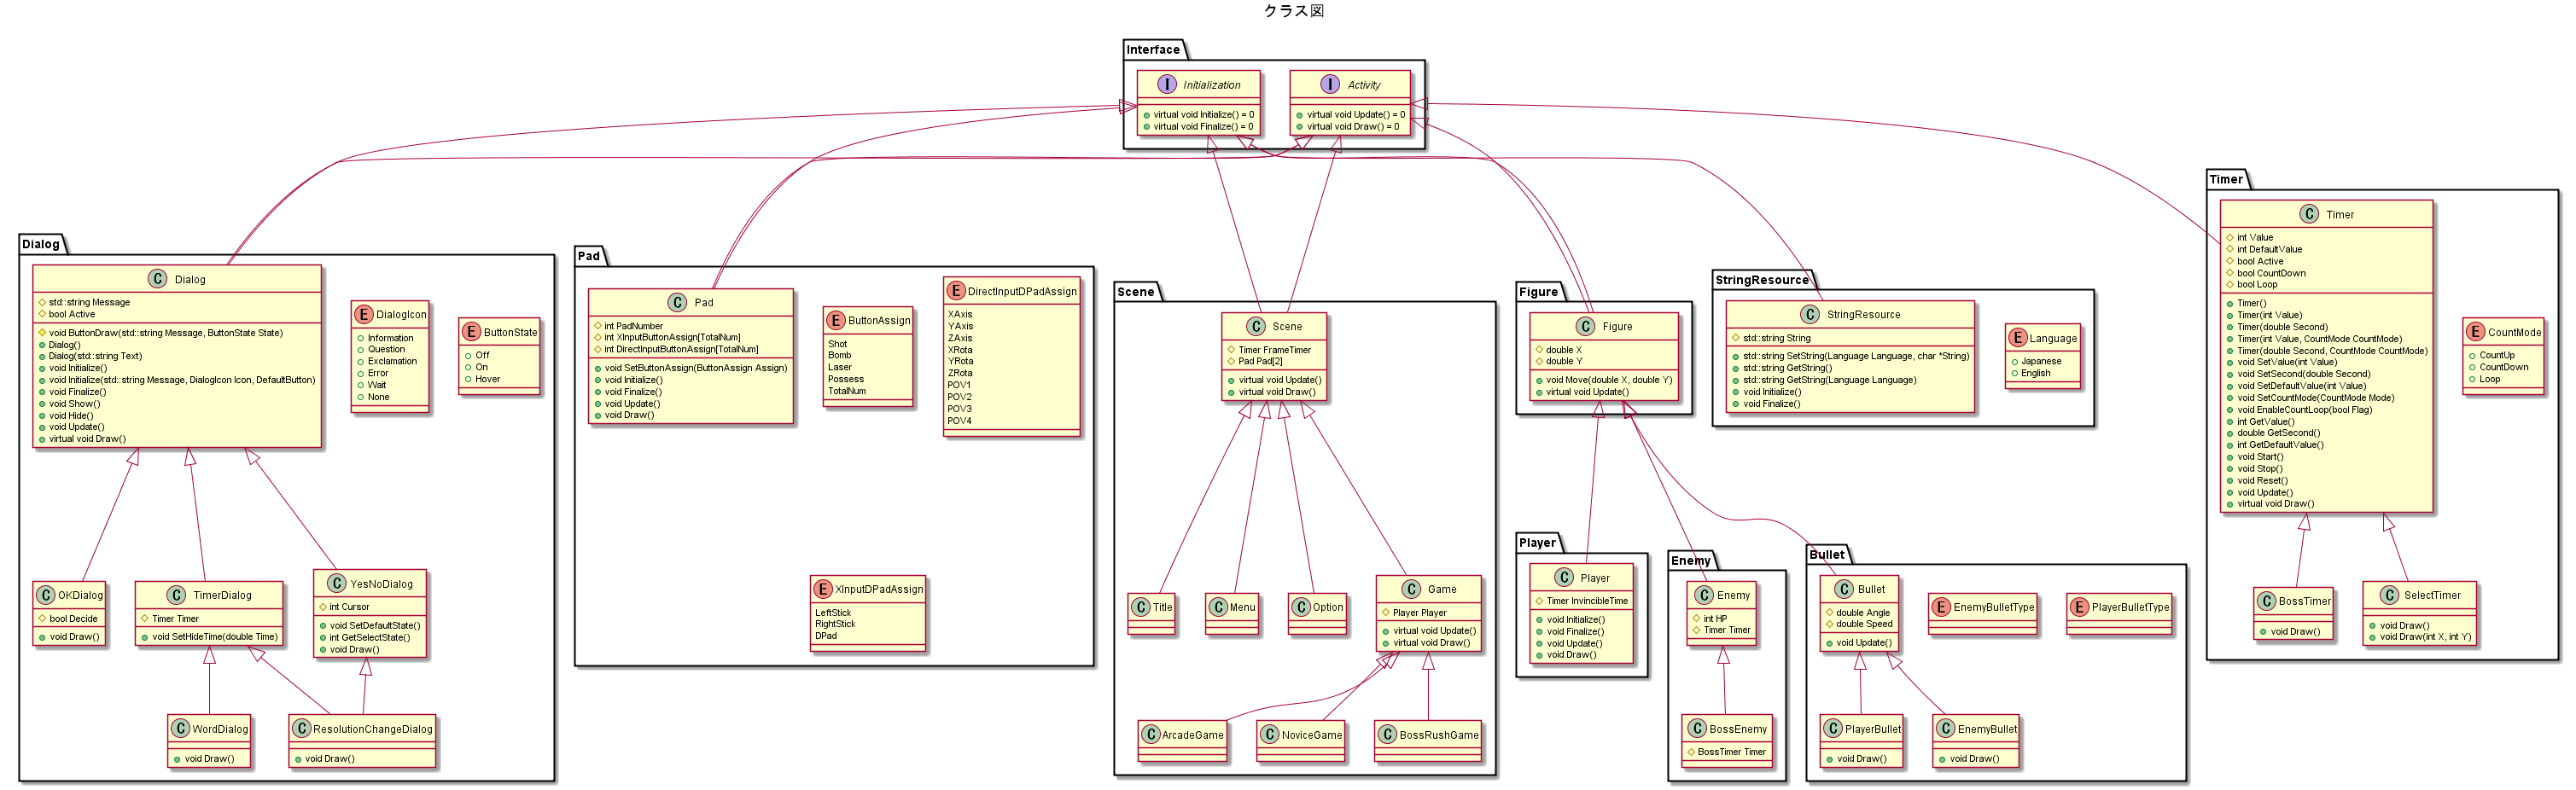 クラス図
Interface
I Initialization
virtual void Initialize() = 0
virtual void Finalize() = 0
I Activity
virtual void Update() = 0
virtual void Draw() = 0
Dialog
C Dialog
std::string Message
bool Active
void ButtonDraw(std::string Message, ButtonState State)
Dialog()
Dialog(std::string Text)
void Initialize()
void Initialize(std::string Message, DialogIcon Icon, DefaultButton)
void Finalize()
void Show()
void Hide()
void Update()
virtual void Draw()
E DialogIcon
Information
Question
Exclamation
Error
Wait
None
E ButtonState
Off
On
Hover
C OKDialog
bool Decide
void Draw()
C TimerDialog
Timer Timer
void SetHideTime(double Time)
C YesNoDialog
int Cursor
void SetDefaultState()
int GetSelectState()
void Draw()
C WordDialog
void Draw()
C ResolutionChangeDialog
void Draw()
Pad
C Pad
int PadNumber
int XInputButtonAssign[TotalNum]
int DirectInputButtonAssign[TotalNum]
void SetButtonAssign(ButtonAssign Assign)
void Initialize()
void Finalize()
void Update()
void Draw()
E ButtonAssign
Shot
Bomb
Laser
Possess
TotalNum
E DirectInputDPadAssign
XAxis
YAxis
ZAxis
XRota
YRota
ZRota
POV1
POV2
POV3
POV4
E XInputDPadAssign
LeftStick
RightStick
DPad
Scene
C Scene
Timer FrameTimer
Pad Pad[2]
virtual void Update()
virtual void Draw()
C Title
C Menu
C Option
C Game
Player Player
virtual void Update()
virtual void Draw()
C ArcadeGame
C NoviceGame
C BossRushGame
Figure
C Figure
double X
double Y
void Move(double X, double Y)
virtual void Update()
StringResource
C StringResource
std::string String
std::string SetString(Language Language, char *String)
std::string GetString()
std::string GetString(Language Language)
void Initialize()
void Finalize()
E Language
Japanese
English
Player
C Player
Timer InvincibleTime
void Initialize()
void Finalize()
void Update()
void Draw()
Enemy
C Enemy
int HP
Timer Timer
C BossEnemy
BossTimer Timer
Bullet
C Bullet
double Angle
double Speed
void Update()
E EnemyBulletType
E PlayerBulletType
C PlayerBullet
void Draw()
C EnemyBullet
void Draw()
Timer
C Timer
int Value
int DefaultValue
bool Active
bool CountDown
bool Loop
Timer()
Timer(int Value)
Timer(double Second)
Timer(int Value, CountMode CountMode)
Timer(double Second, CountMode CountMode)
void SetValue(int Value)
void SetSecond(double Second)
void SetDefaultValue(int Value)
void SetCountMode(CountMode Mode)
void EnableCountLoop(bool Flag)
int GetValue()
double GetSecond()
int GetDefaultValue()
void Start()
void Stop()
void Reset()
void Update()
virtual void Draw()
E CountMode
CountUp
CountDown
Loop
C BossTimer
void Draw()
C SelectTimer
void Draw()
void Draw(int X, int Y)